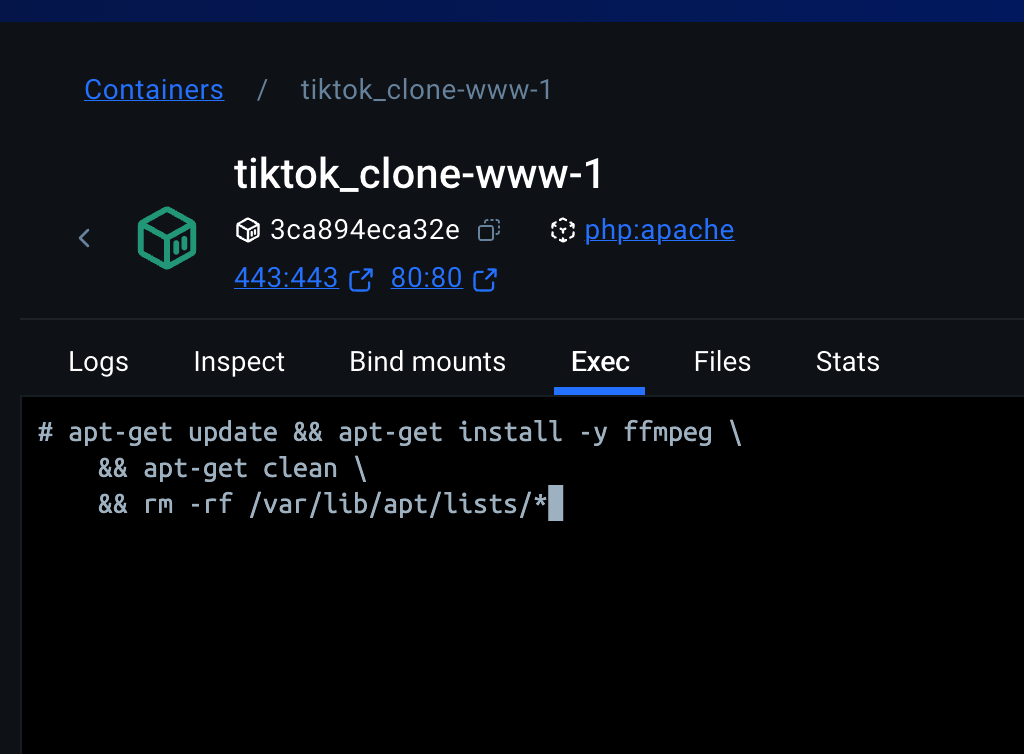 Containers / tiktok_clone-www-1
tiktok_clone-www-1
3ca894eca32e php:apache
443:443 80:80
Logs Inspect Bind mounts Exec Files Stats
# apt-get update && apt-get install -y ffmpeg \
    && apt-get clean \
    && rm -rf /var/lib/apt/lists/*